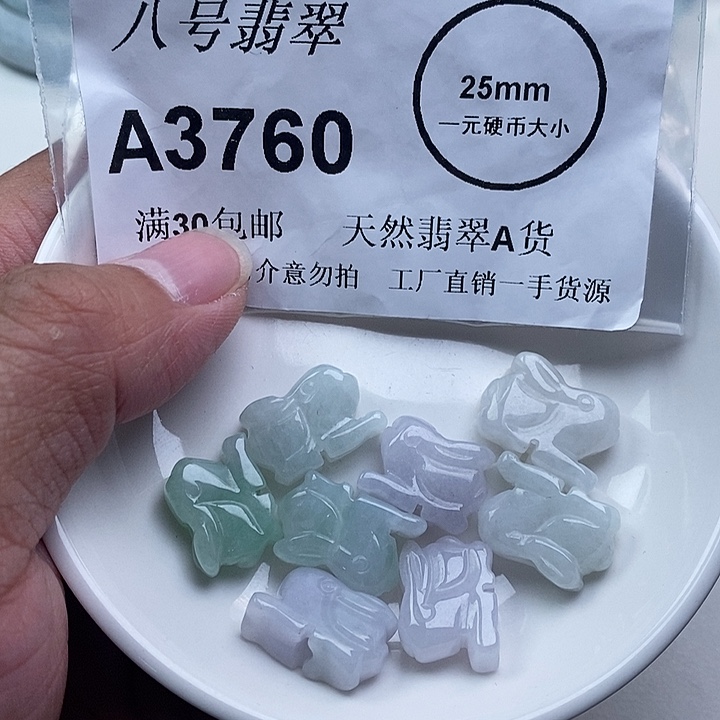 八号翡翠
25mm
一元硬币大小
A3760
满30包邮 天然翡翠A货
介意勿拍 工厂直销一手货源